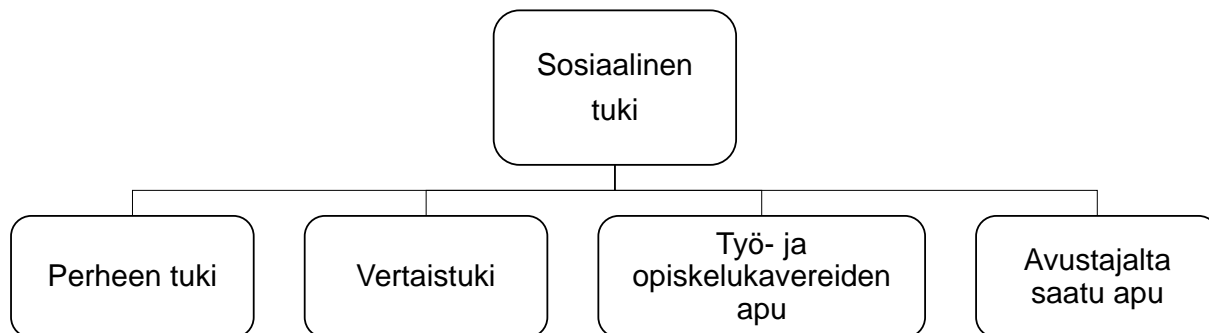 Sosiaalinen
tuki
Perheen tuki
Vertaistuki
Työ- ja
opiskelukavereiden
apu
Avustajalta
saatu apu